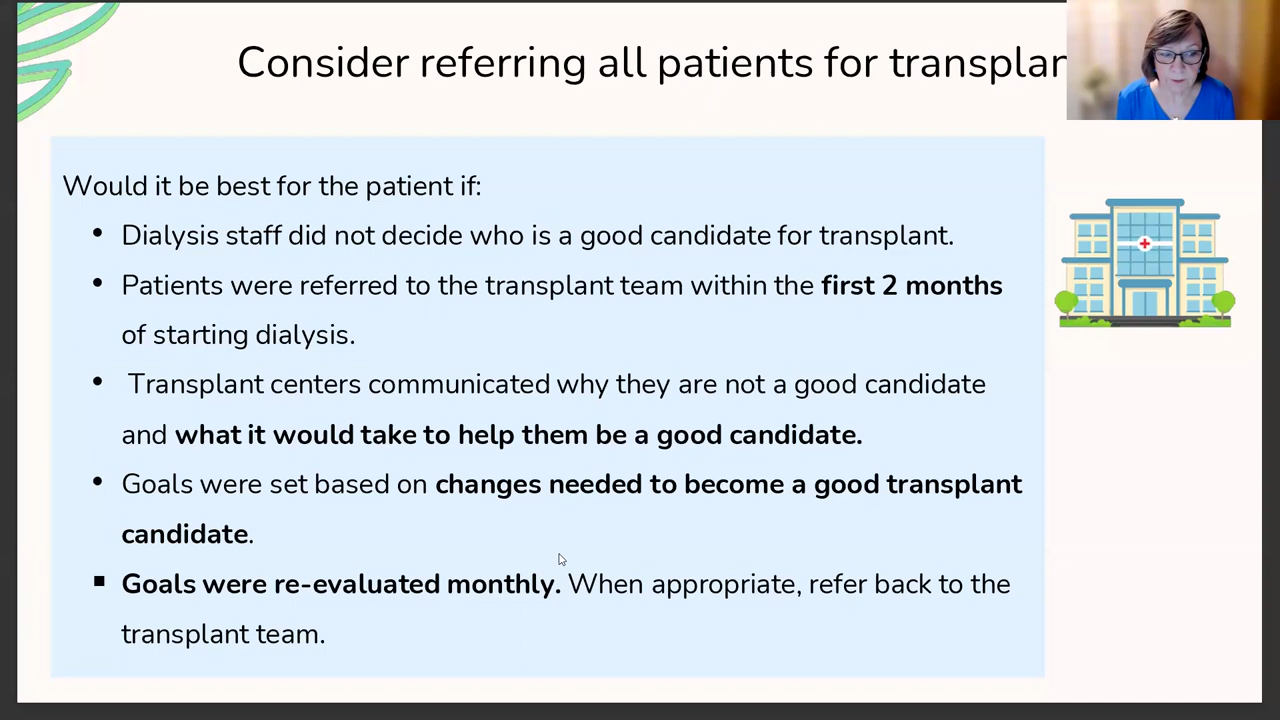 Consider referring all patients for transplan
Would it be best for the patient if:
• Dialysis staff did not decide who is a good candidate for transplant.
• Patients were referred to the transplant team within the first 2 months
of starting dialysis.
• Transplant centers communicated why they are not a good candidate
and what it would take to help them be a good candidate.
• Goals were set based on changes needed to become a good transplant
candidate.
▪ Goals were re-evaluated monthly. When appropriate, refer back to the
transplant team.